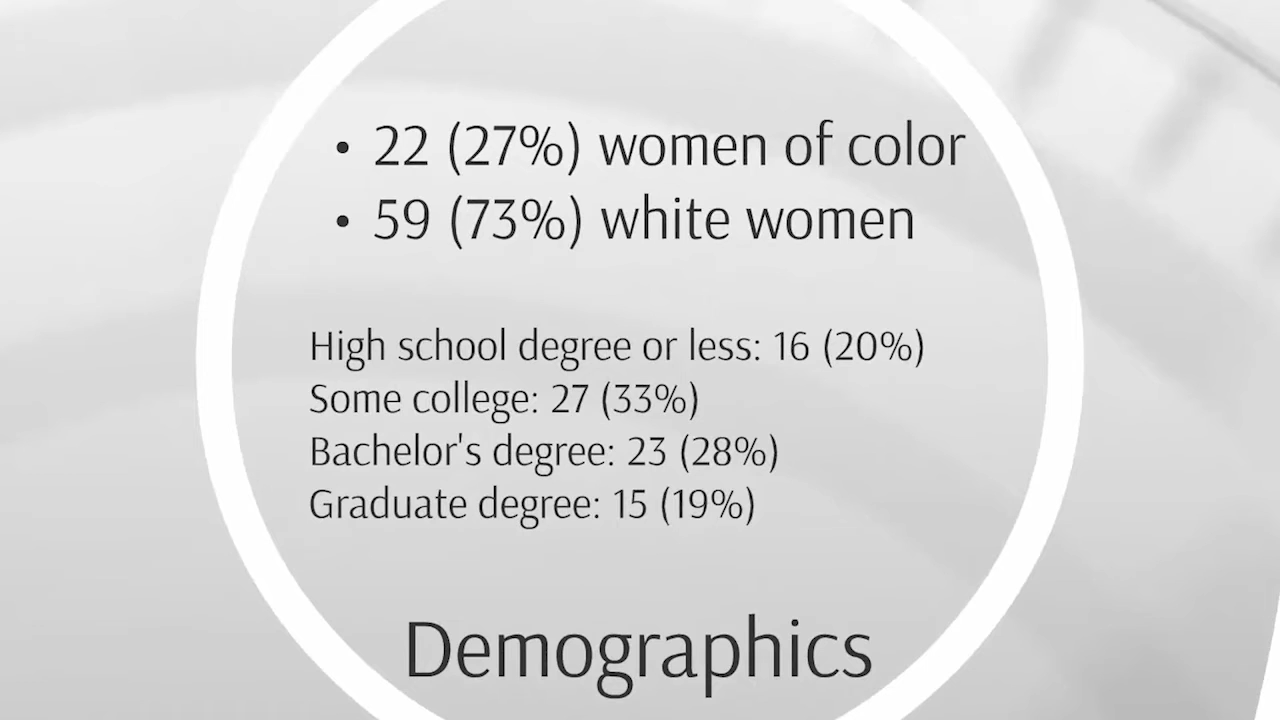 • 22 (27%) women of color
• 59 (73%) white women
High school degree or less: 16 (20%)
Some college: 27 (33%)
Bachelor's degree: 23 (28%)
Graduate degree: 15 (19%)
Demographics